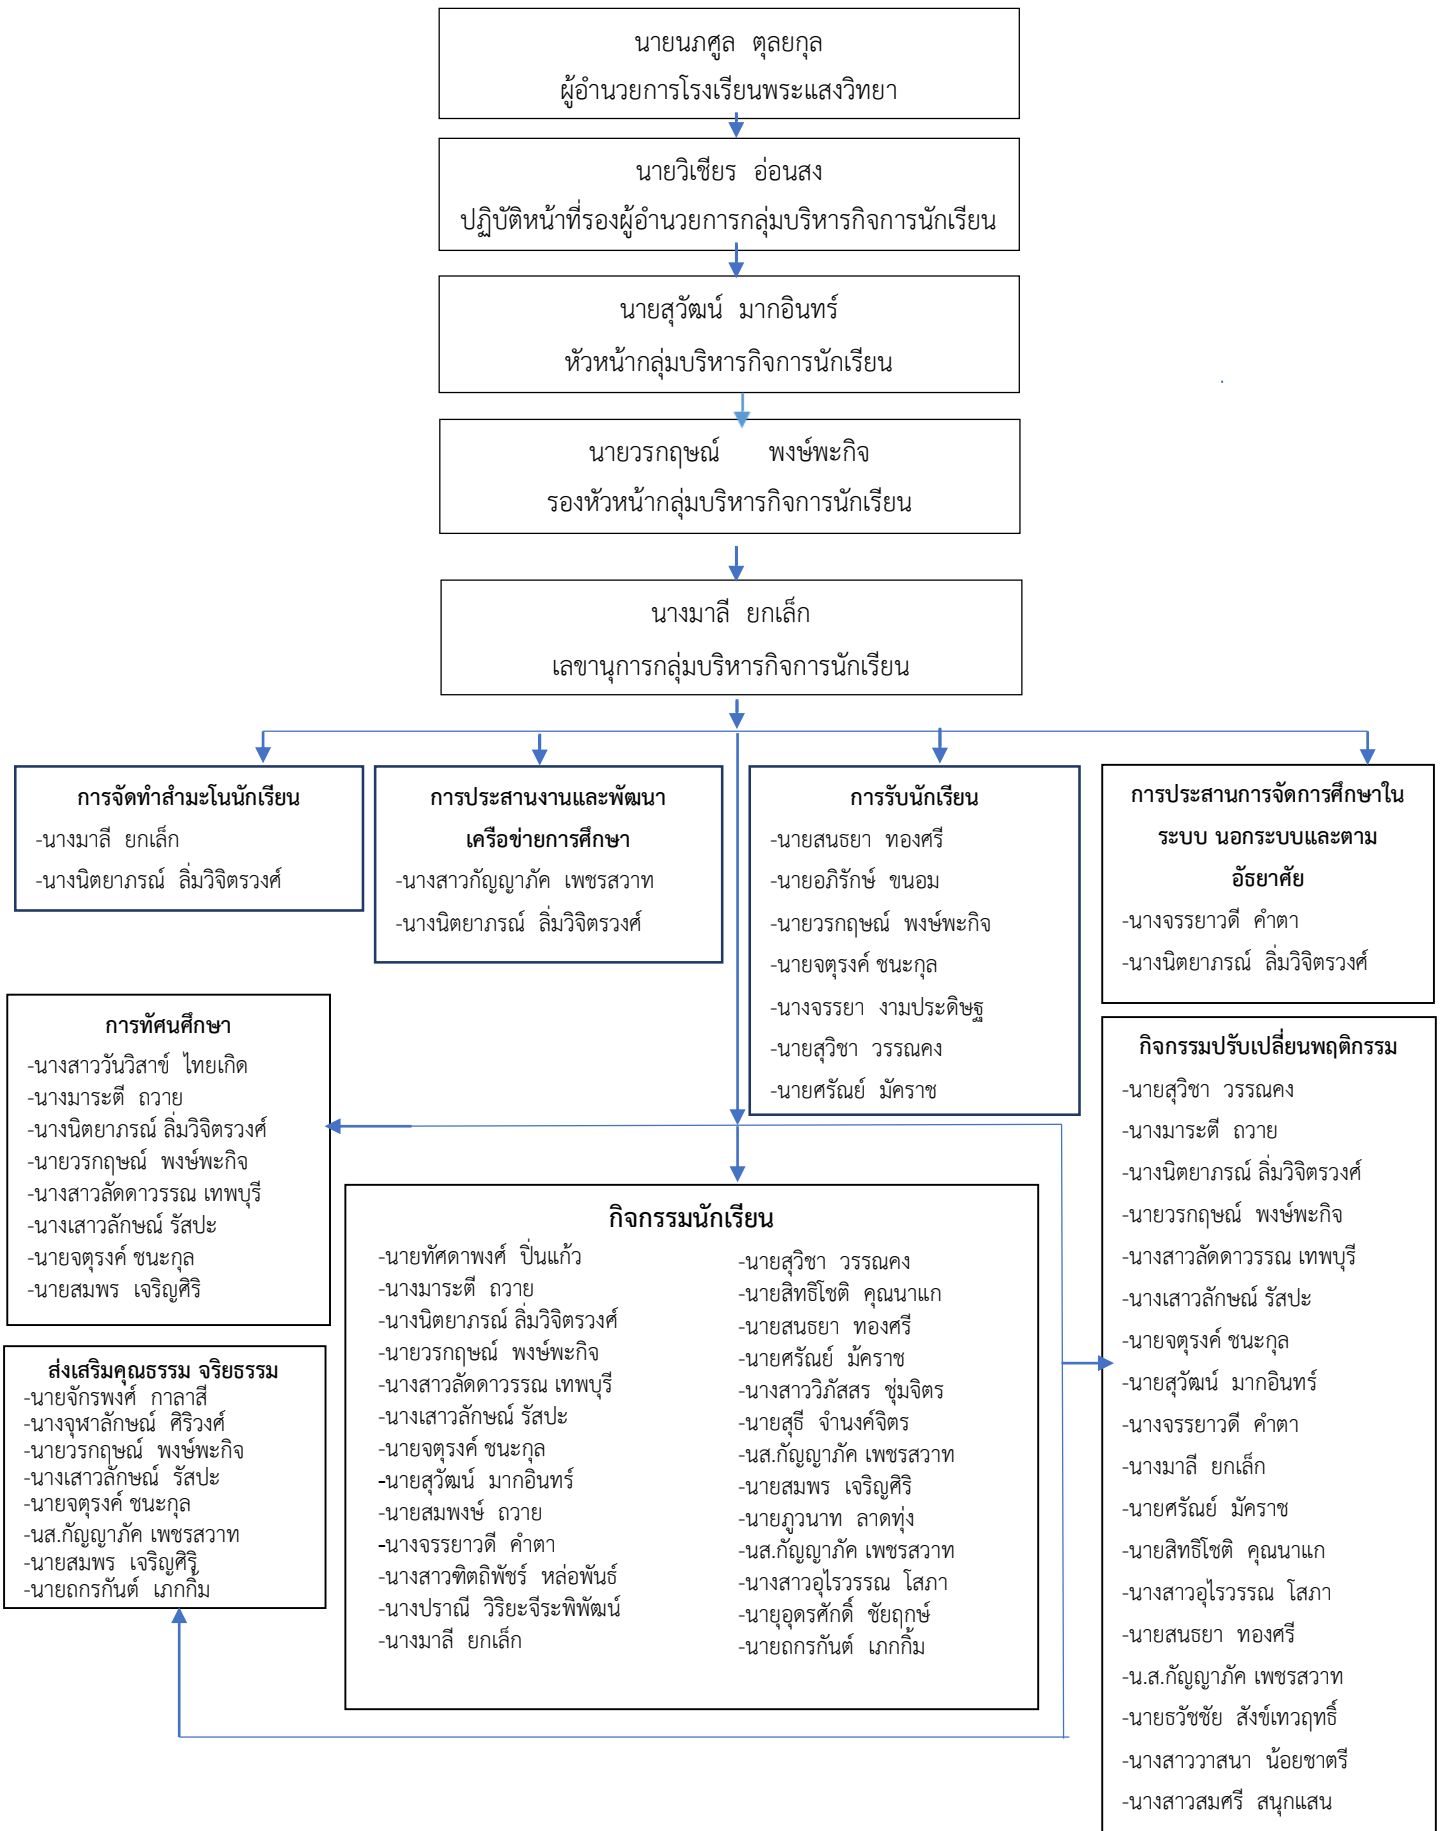 นายนภศูล  ตุลยกุล
ผู้อำนวยการโรงเรียนพระแสงวิทยา
นายวิเชียร  อ่อนสง
ปฏิบัติหน้าที่รองผู้อำนวยการกลุ่มบริหารกิจการนักเรียน
นายสุวัฒน์  มากอินทร์
หัวหน้ากลุ่มบริหารกิจการนักเรียน
นายวรกฤษณ์  พงษ์พะกิจ
รองหัวหน้ากลุ่มบริหารกิจการนักเรียน
นางมาลี  ยกเล็ก
เลขานุการกลุ่มบริหารกิจการนักเรียน
การจัดทำสำมะโนนักเรียน
-นางมาลี  ยกเล็ก
-นางนิตยาภรณ์  ลิ่มวิจิตรวงศ์
การประสานงานและพัฒนา
เครือข่ายการศึกษา
-นางสาวกัญญาภัค  เพชรสวาท
-นางนิตยาภรณ์  ลิ่มวิจิตรวงศ์
การรับนักเรียน
-นายสนธยา  ทองศรี
-นายอภิรักษ์  ขนอม
-นายวรกฤษณ์  พงษ์พะกิจ
-นายจตุรงค์ ชนะกุล
-นางจรรยา  งามประดิษฐ
-นายสุวิชา  วรรณคง
-นายศรัณย์  มัคราช
การประสานการจัดการศึกษาใน
ระบบ นอกระบบและตาม
อัธยาศัย
-นางจรรยาวดี  คำตา
-นางนิตยาภรณ์  ลิ่มวิจิตรวงศ์
การทัศนศึกษา
-นางสาววันวิสาข์  ไทยเกิด
-นางมาระตี  ถวาย
-นางนิตยาภรณ์ ลิ่มวิจิตรวงศ์
-นายวรกฤษณ์  พงษ์พะกิจ
-นางสาวลัดดาวรรณ เทพบุรี
-นางเสาวลักษณ์ รัสปะ
-นายจตุรงค์ ชนะกุล
-นายสมพร  เจริญศิริ
ส่งเสริมคุณธรรม จริยธรรม
-นายจักรพงศ์  กาลาสี
-นางจุฬาลักษณ์  ศิริวงศ์
-นายวรกฤษณ์  พงษ์พะกิจ
-นางเสาวลักษณ์  รัสปะ
-นายจตุรงค์ ชนะกุล
-นส.กัญญาภัค เพชรสวาท
-นายสมพร  เจริญศิริ
-นายถกรกันต์  เภกกิ้ม
กิจกรรมนักเรียน
-นายทัศดาพงศ์  ปิ่นแก้ว
-นางมาระตี  ถวาย
-นางนิตยาภรณ์ ลิ่มวิจิตรวงศ์
-นายวรกฤษณ์  พงษ์พะกิจ
-นางสาวลัดดาวรรณ เทพบุรี
-นางเสาวลักษณ์ รัสปะ
-นายจตุรงค์ ชนะกุล
-นายสุวัฒน์  มากอินทร์
-นายสมพงษ์  ถวาย
-นางจรรยาวดี  คำตา
-นางสาวฑิตถิพัชร์  หล่อพันธ์
-นางปราณี  วิริยะจีระพิพัฒน์
-นางมาลี  ยกเล็ก
-นายสุวิชา  วรรณคง
-นายสิทธิโชติ  คุณนาแก
-นายสนธยา  ทองศรี
-นายศรัณย์  มัคราช
-นางสาววิภัสสร  ชุ่มจิตร
-นายสุธี  จำนงค์จิตร
-นส.กัญญาภัค เพชรสวาท
-นายสมพร  เจริญศิริ
-นายภูวนาท  ลาดทุ่ง
-นส.กัญญาภัค เพชรสวาท
-นางสาวอุไรวรรณ  โสภา
-นายุอุดรศักดิ์  ชัยฤกษ์
-นายถกรกันต์  เภกกิ้ม
กิจกรรมปรับเปลี่ยนพฤติกรรม
-นายสุวิชา  วรรณคง
-นางมาระตี  ถวาย
-นางนิตยาภรณ์ ลิ่มวิจิตรวงศ์
-นายวรกฤษณ์  พงษ์พะกิจ
-นางสาวลัดดาวรรณ เทพบุรี
-นางเสาวลักษณ์ รัสปะ
-นายจตุรงค์ ชนะกุล
-นายสุวัฒน์  มากอินทร์
-นางจรรยาวดี  คำตา
-นางมาลี  ยกเล็ก
-นายศรัณย์  มัคราช
-นายสิทธิโชติ  คุณนาแก
-นางสาวอุไรวรรณ  โสภา
-นายสนธยา  ทองศรี
-น.ส.กัญญาภัค เพชรสวาท
-นายธวัชชัย  สังข์เทวฤทธิ์
-นางสาววาสนา  น้อยชาตรี
-นางสาวสมศรี  สนุกแสน